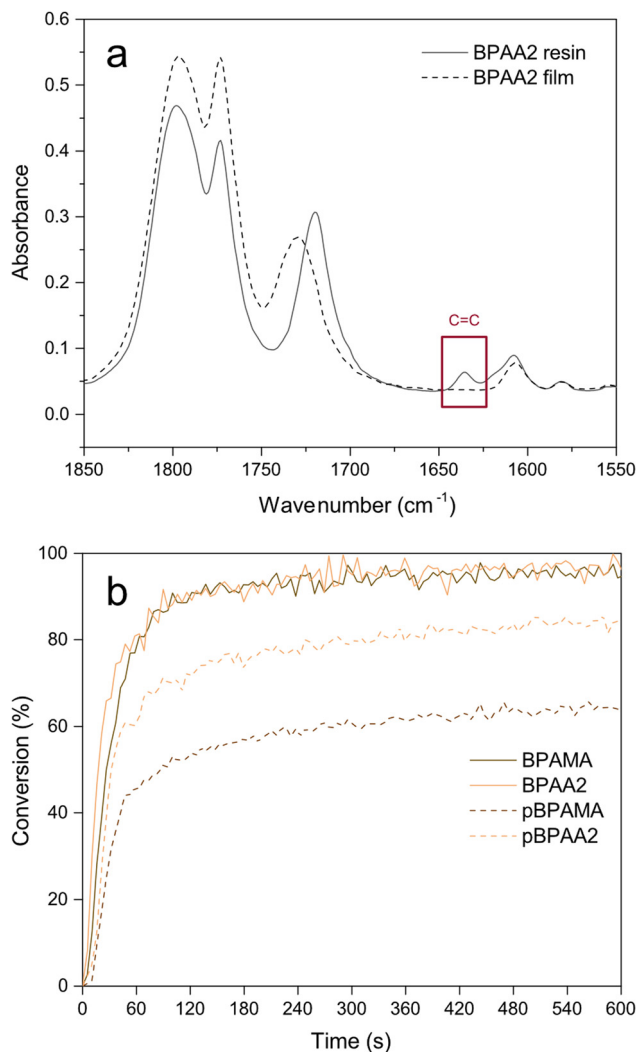 a
BPAA2 resin
BPAA2 film
C=C
Absorbance
0.6
0.5
0.4
0.3
0.2
0.1
0.0
1850
1800
1750
1700
1650
1600
1550
Wavenumber (cm⁻¹)
b
Conversion (%)
100
80
60
40
20
0
BPAMA
BPAA2
pBPAMA
pBPAA2
0
60
120
180
240
300
360
420
480
540
600
Time (s)